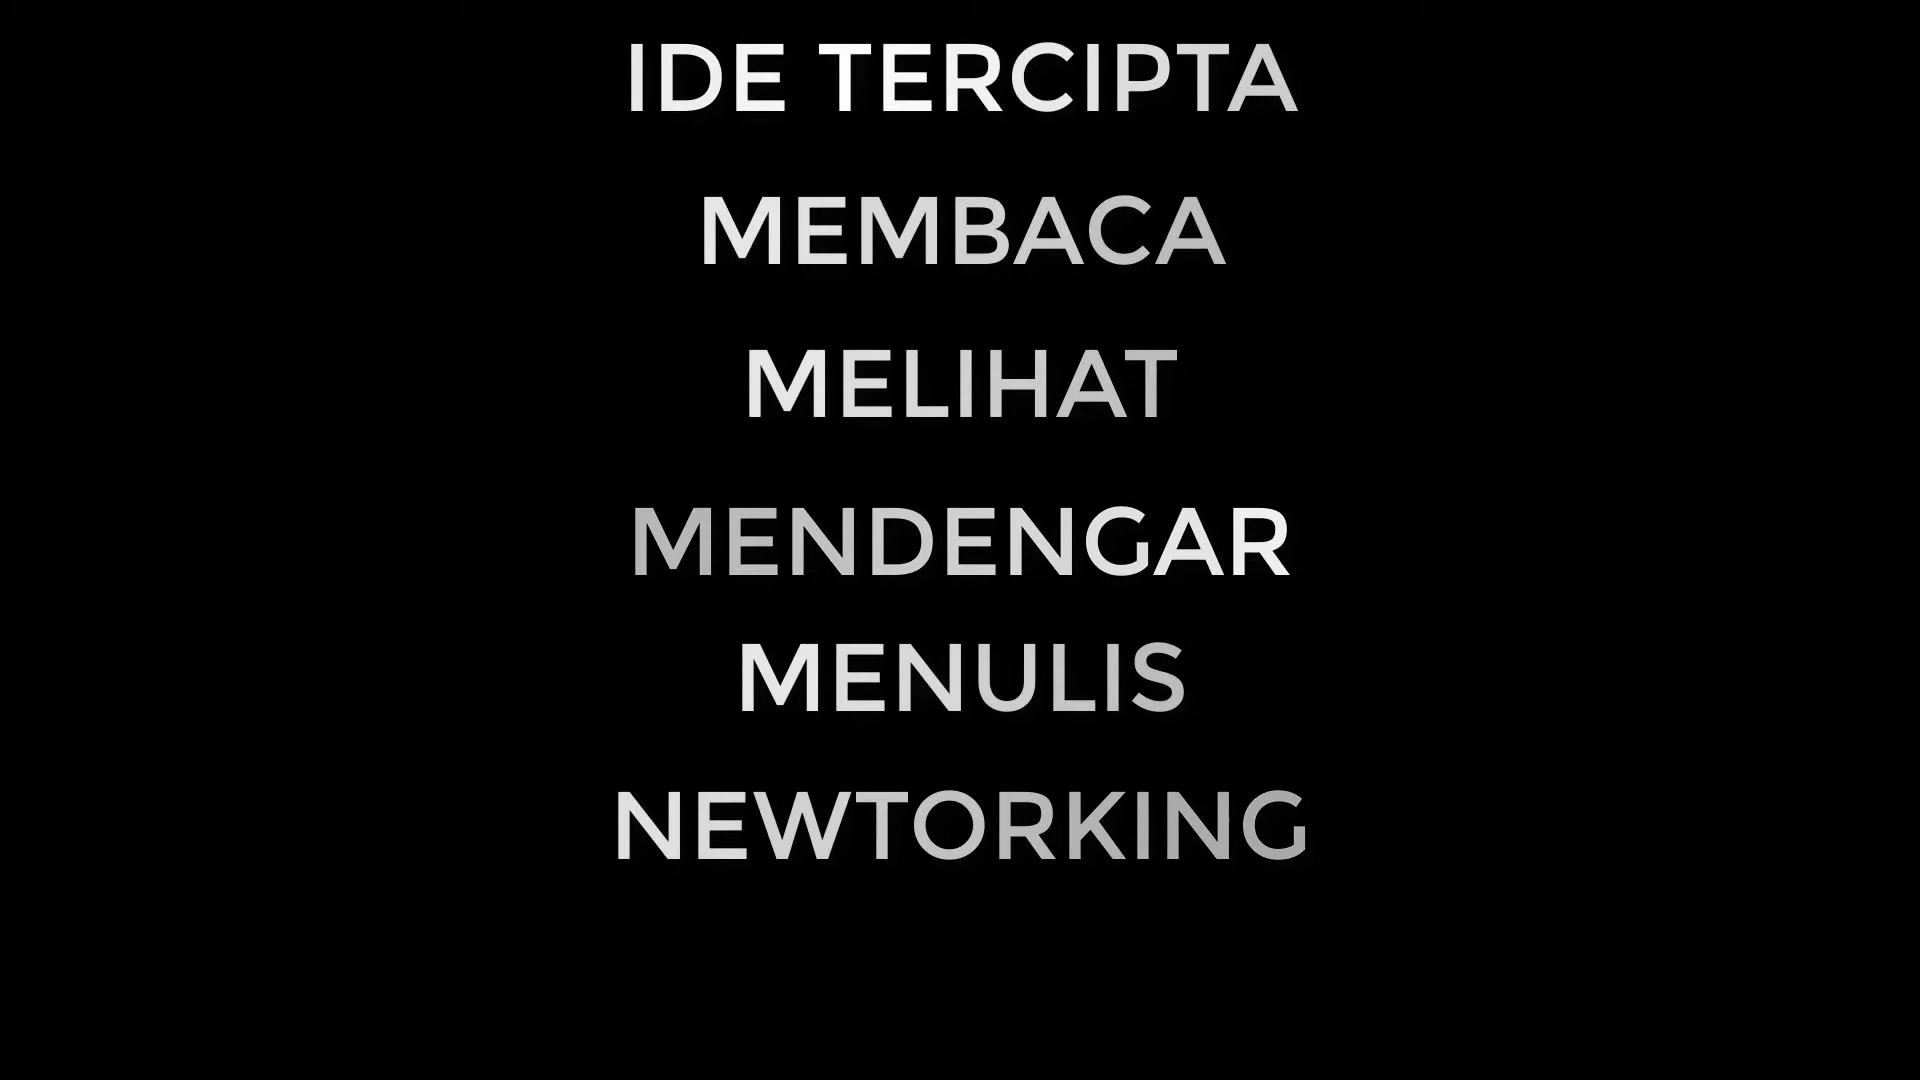 IDE TERCIPTA
MEMBACA
MELIHAT
MENDENGAR
MENULIS
NEWTORKING